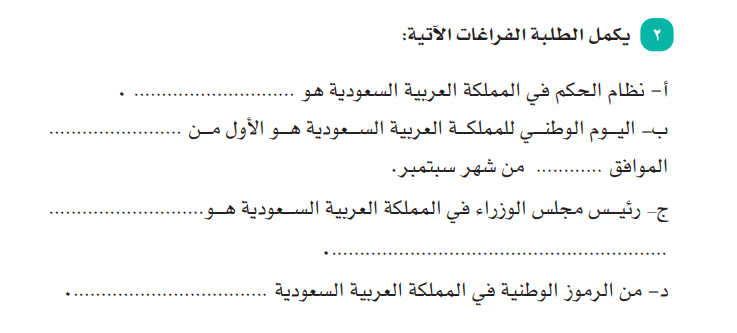 ٢ يكمل الطلبة الفراغات الآتية:
أ- نظام الحكم في المملكة العربية السعودية هو ............................. .
ب- اليـوم الوطنـي للمملكـة العربية السـعودية هـو الأول مـن ........................
الموافق ............ من شهر سبتمبر.
ج- رئيـس مجلس الوزراء في المملكة العربية السـعودية هـو............................
.............................................................
د- من الرموز الوطنية في المملكة العربية السعودية ...................................